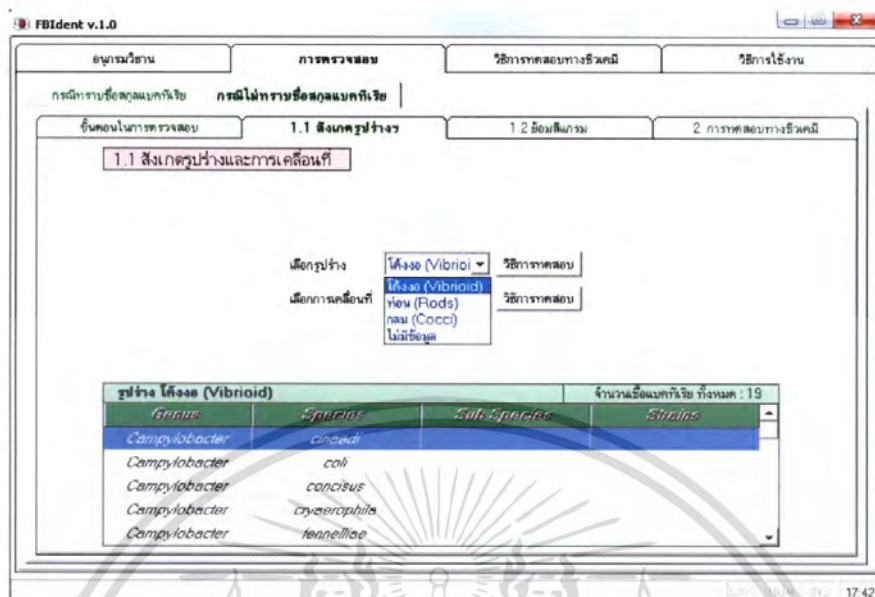 FBIdent v.1.0
อนุกรมวิธาน การตรวจสอบ วิธีการทดสอบทางชีวเคมี วิธีการใช้งาน
กรณีทราบชื่อสกุลแบคทีเรีย กรณีไม่ทราบชื่อสกุลแบคทีเรีย
ขั้นตอนในการตรวจสอบ 1.1 สังเกตรูปร่างฯ 1.2 ย้อมสีแกรม 2. การทดสอบทางชีวเคมี
1.1 สังเกตรูปร่างและการเคลื่อนที่
เลือกรูปร่าง โค้งงอ (Vibrioi วิธีการทดสอบ
โค้งงอ (Vibrioid)
เลือกการเคลื่อนที่ ท่อน (Rods) วิธีการทดสอบ
กลม (Cocci)
ไม่มีข้อมูล
รูปร่าง โค้งงอ (Vibrioid) จำนวนเชื้อแบคทีเรีย ทั้งหมด : 19
Genus Species Sub Species Strains
Campylobacter cinaedi
Campylobacter coli
Campylobacter concisus
Campylobacter cryaerophila
Campylobacter fennelliae
17:42